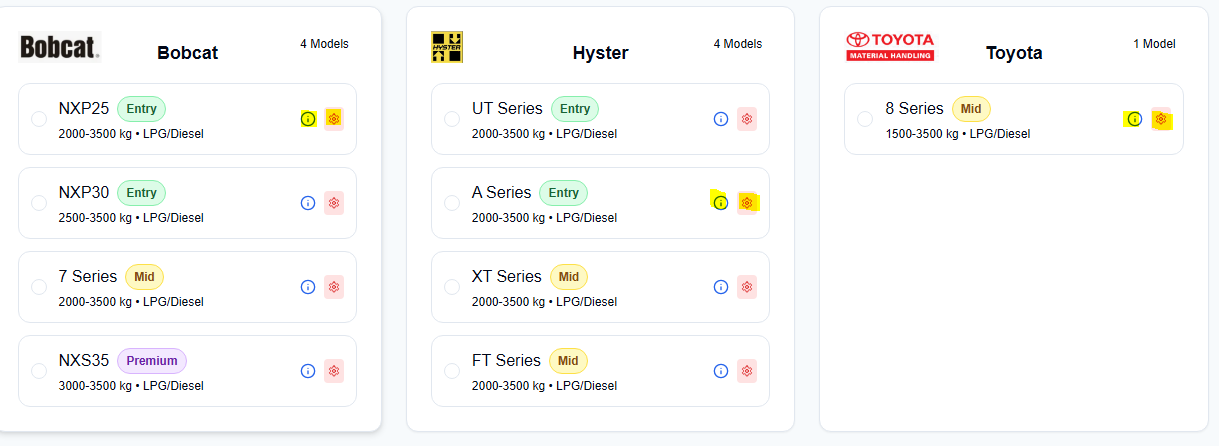 Bobcat.
Bobcat
4 Models
NXP25 Entry
2000-3500 kg • LPG/Diesel
NXP30 Entry
2500-3500 kg • LPG/Diesel
7 Series Mid
2000-3500 kg • LPG/Diesel
NXS35 Premium
3000-3500 kg • LPG/Diesel
HYSTER
Hyster
4 Models
UT Series Entry
2000-3500 kg • LPG/Diesel
A Series Entry
2000-3500 kg • LPG/Diesel
XT Series Mid
2000-3500 kg • LPG/Diesel
FT Series Mid
2000-3500 kg • LPG/Diesel
TOYOTA
MATERIAL HANDLING
Toyota
1 Model
8 Series Mid
1500-3500 kg • LPG/Diesel